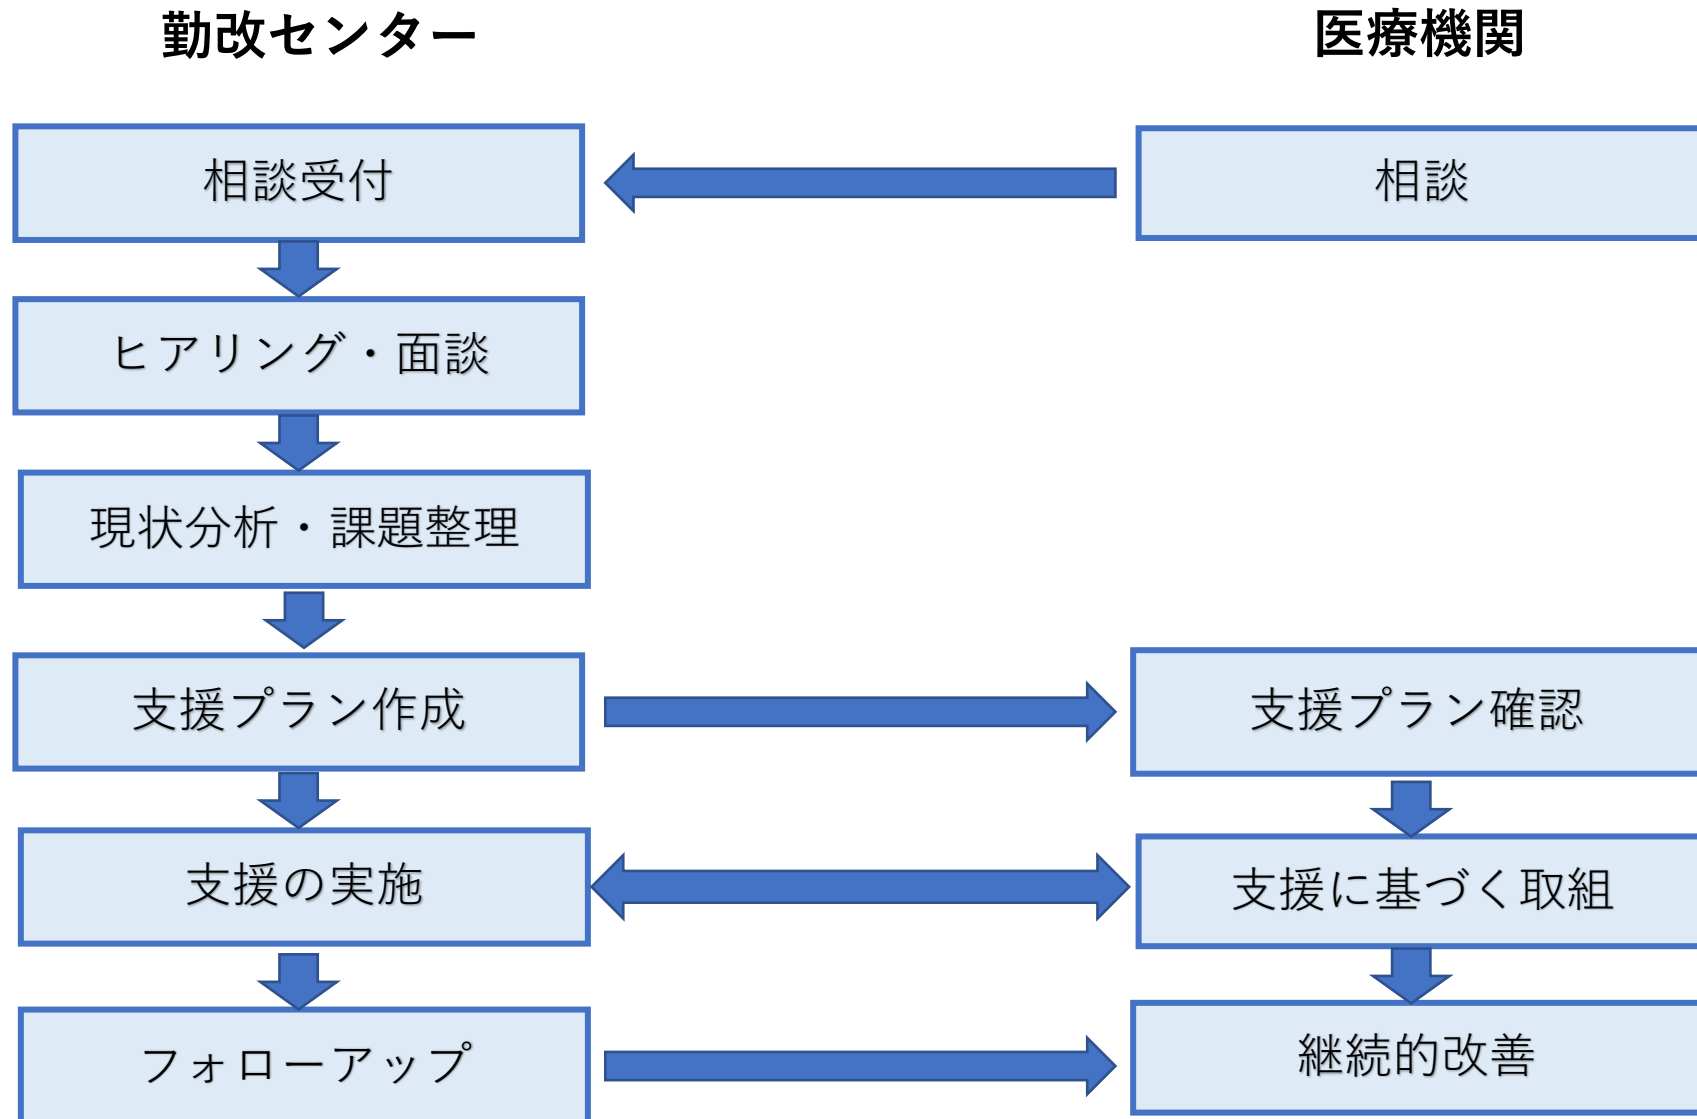 勤改センター
医療機関
相談受付
相談
ヒアリング・面談
現状分析・課題整理
支援プラン作成
支援プラン確認
支援の実施
支援に基づく取組
フォローアップ
継続的改善